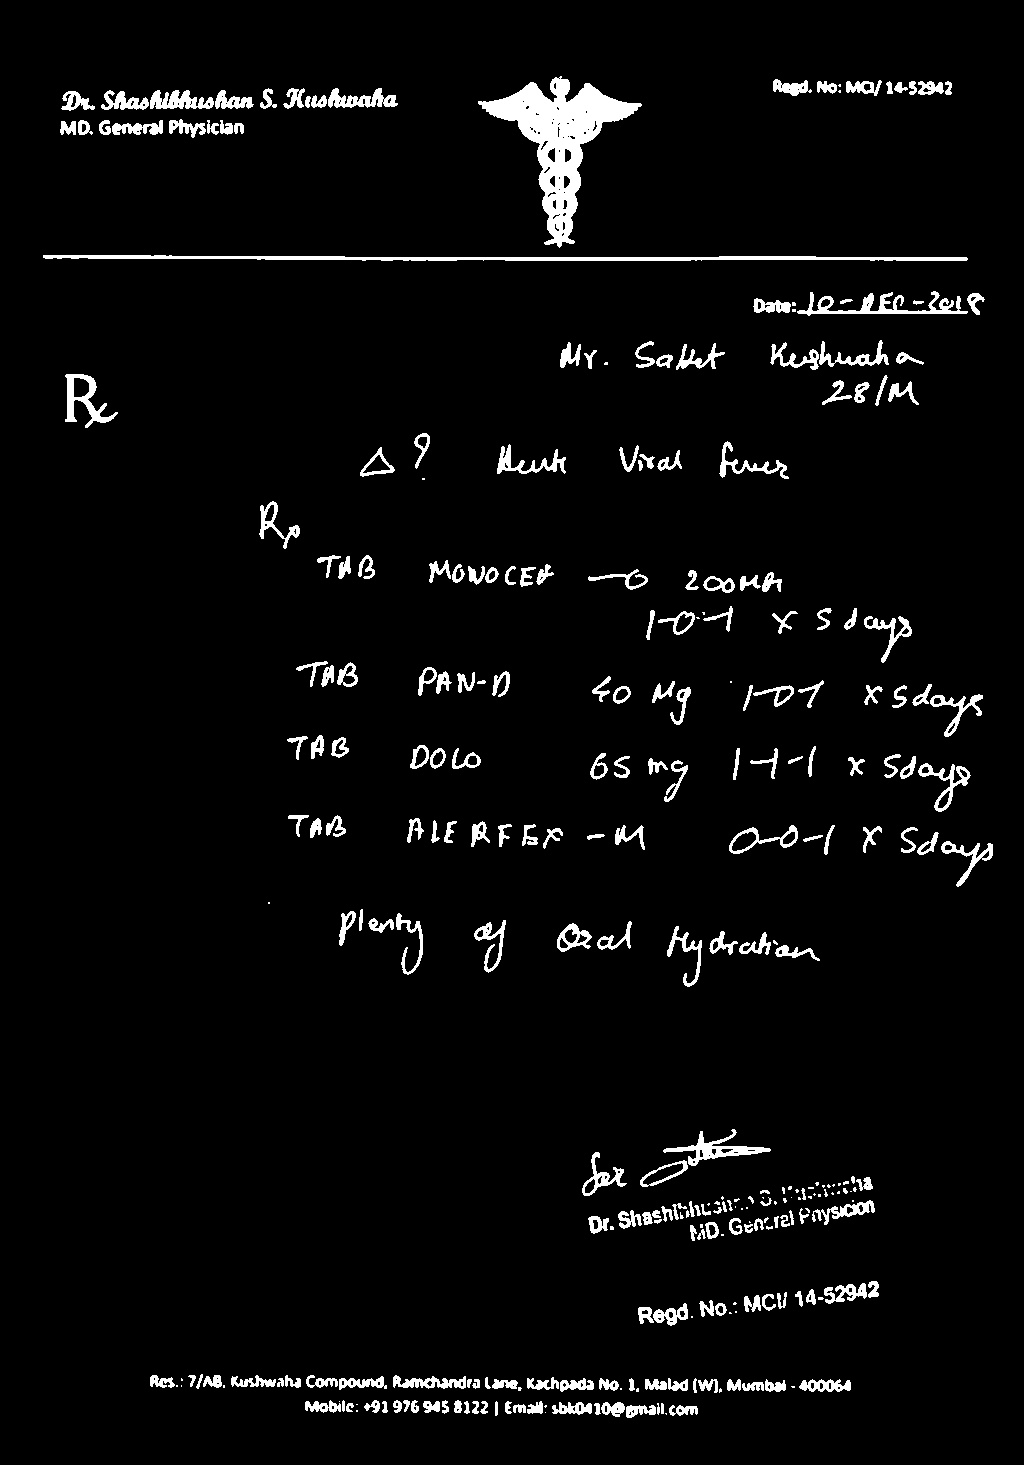 Dr. Shashibhushan S. Kushwaha
MD. General Physician
Regd. No: MCI/ 14-52942
Date: 10-DEC-2018
Mr. Kushwaha
28/M
Rx
△? Acute Viral fever
Rx
TAB MONOCEF —O 200MG
1-0-1 x 5 days
TAB PAN-D 40 Mg 1-0-1 x 5days
TAB DOLO 65 mg 1-1-1 x 5days
TAB ALERFEX - M 0-0-1 x 5days
Plenty of Oral Hydration
for
Dr. Shashibhushan S. Kushwaha
MD. General Physician
Regd. No.: MCI/ 14-52942
Res.: 7/AB, Kushwaha Compound, Ramchandra Lane, Kachpada No. 1, Malad (W), Mumbai - 400064
Mobile: +91 976 945 8122 | Email: sbk0410@gmail.com